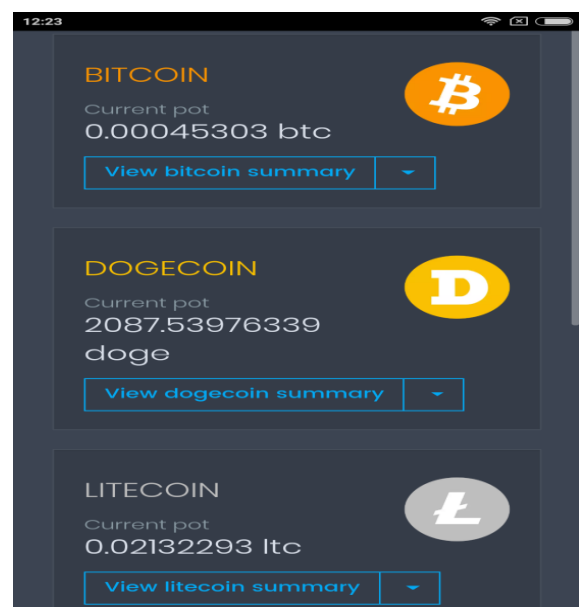 12:23
BITCOIN
Current pot
0.00045303 btc
View bitcoin summary
DOGECOIN
Current pot
2087.53976339
doge
View dogecoin summary
LITECOIN
Current pot
0.02132293 ltc
View litecoin summary